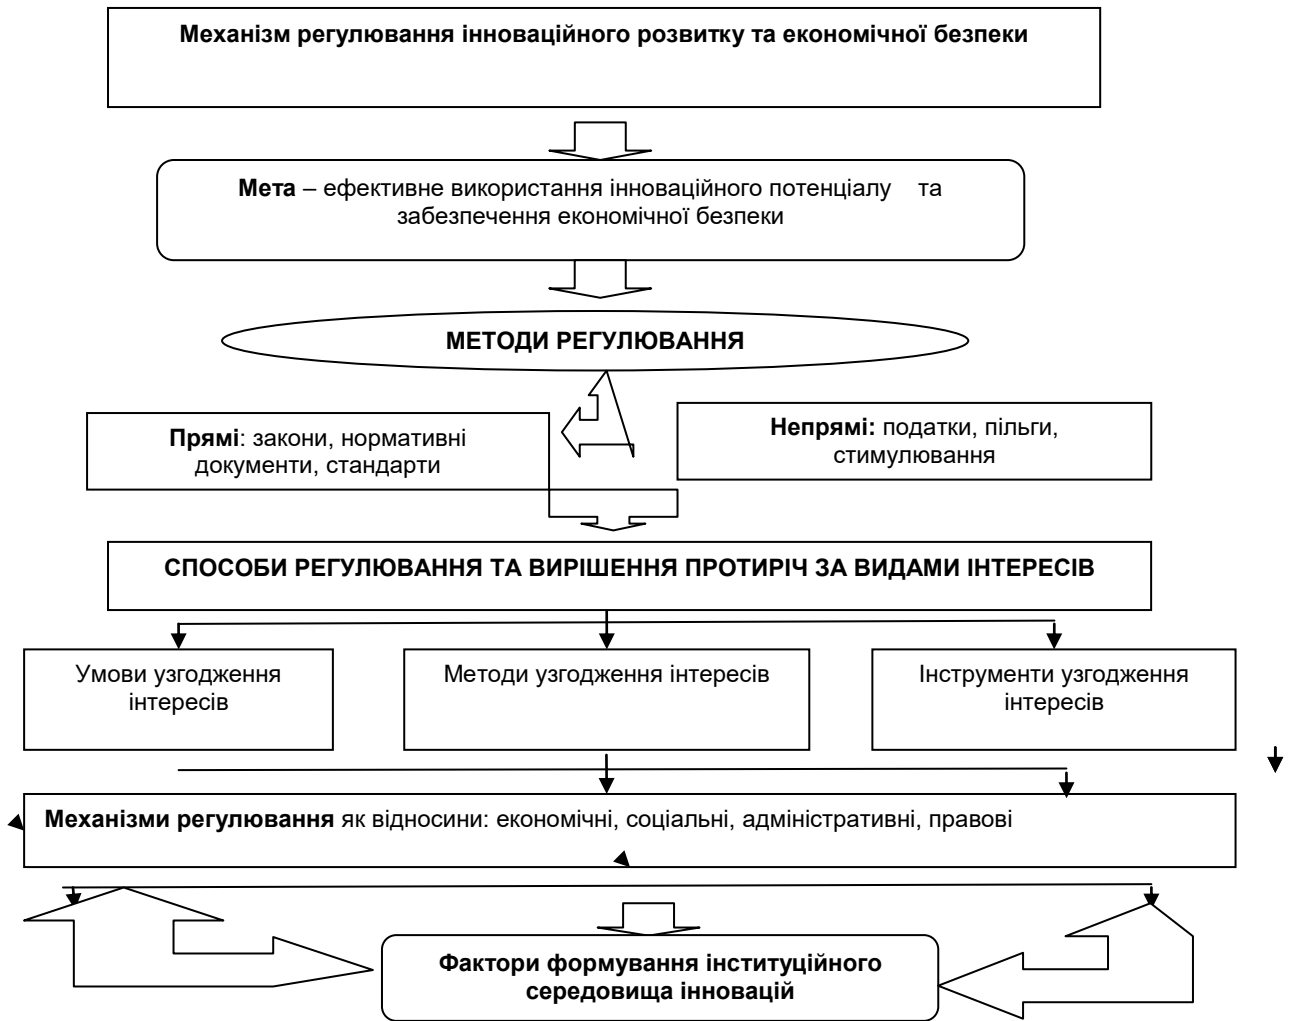 Механізм регулювання інноваційного розвитку та економічної безпеки
Мета – ефективне використання інноваційного потенціалу та
забезпечення економічної безпеки
МЕТОДИ РЕГУЛЮВАННЯ
Прямі: закони, нормативні
документи, стандарти
Непрямі: податки, пільги,
стимулювання
СПОСОБИ РЕГУЛЮВАННЯ ТА ВИРІШЕННЯ ПРОТИРІЧ ЗА ВИДАМИ ІНТЕРЕСІВ
Умови узгодження
інтересів
Методи узгодження інтересів
Інструменти узгодження
інтересів
Механізми регулювання як відносини: економічні, соціальні, адміністративні, правові
Фактори формування інституційного
середовища інновацій